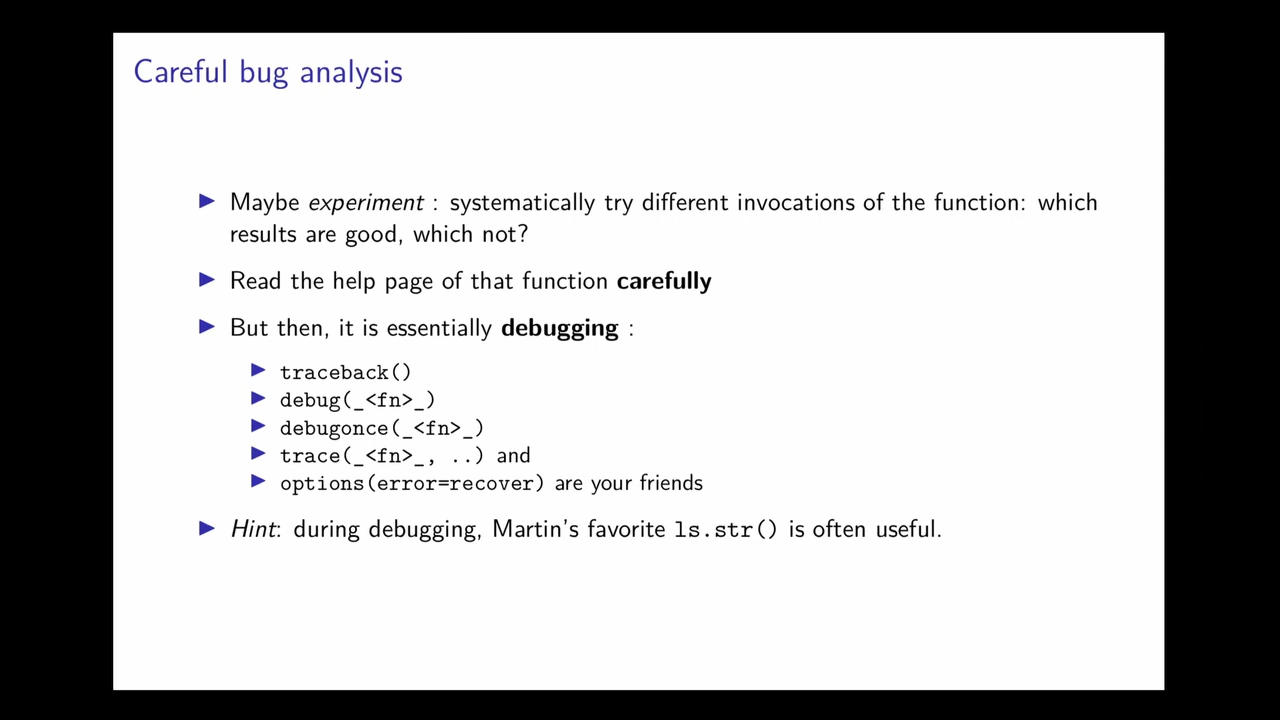 Careful bug analysis
Maybe experiment : systematically try different invocations of the function: which
results are good, which not?
Read the help page of that function carefully
But then, it is essentially debugging :
traceback()
debug(_<fn>_)
debugonce(_<fn>_)
trace(_<fn>_, ..) and
options(error=recover) are your friends
Hint: during debugging, Martin's favorite ls.str() is often useful.